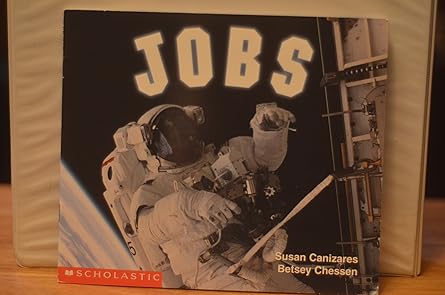 JOBS
Susan Canizares
Betsey Chessen
SCHOLASTIC